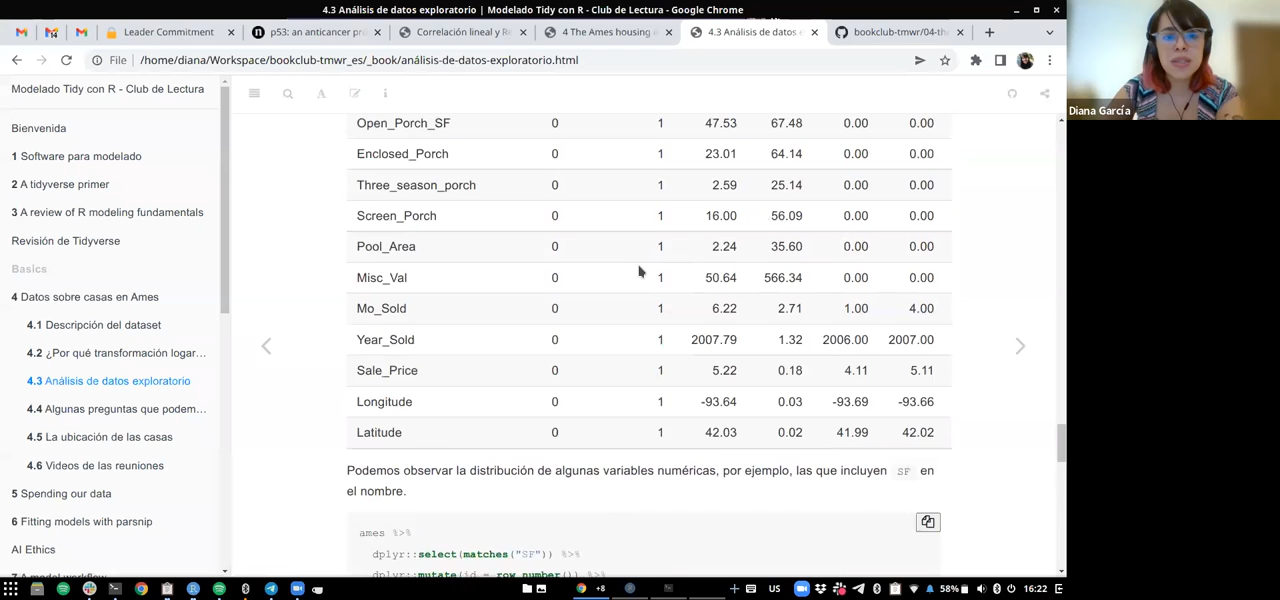 4.3 Análisis de datos exploratorio | Modelado Tidy con R - Club de Lectura - Google Chrome
Leader Commitment
p53: an anticancer pr
Correlación lineal y Re
4 The Ames housing
4.3 Análisis de datos e
bookclub-tmwr/04-the
File /home/diana/Workspace/bookclub-tmwr_es/_book/análisis-de-datos-exploratorio.html
Diana García
Modelado Tidy con R - Club de Lectura
Bienvenida
1 Software para modelado
2 A tidyverse primer
3 A review of R modeling fundamentals
Revisión de Tidyverse
Basics
4 Datos sobre casas en Ames
4.1 Descripción del dataset
4.2 ¿Por qué transformación logar...
4.3 Análisis de datos exploratorio
4.4 Algunas preguntas que podem...
4.5 La ubicación de las casas
4.6 Videos de las reuniones
5 Spending our data
6 Fitting models with parsnip
AI Ethics
7 A model workflow
Open_Porch_SF 0 1 47.53 67.48 0.00 0.00
Enclosed_Porch 0 1 23.01 64.14 0.00 0.00
Three_season_porch 0 1 2.59 25.14 0.00 0.00
Screen_Porch 0 1 16.00 56.09 0.00 0.00
Pool_Area 0 1 2.24 35.60 0.00 0.00
Misc_Val 0 1 50.64 566.34 0.00 0.00
Mo_Sold 0 1 6.22 2.71 1.00 4.00
Year_Sold 0 1 2007.79 1.32 2006.00 2007.00
Sale_Price 0 1 5.22 0.18 4.11 5.11
Longitude 0 1 -93.64 0.03 -93.69 -93.66
Latitude 0 1 42.03 0.02 41.99 42.02
Podemos observar la distribución de algunas variables numéricas, por ejemplo, las que incluyen SF en
el nombre.
ames %>%
dplyr::select(matches("SF")) %>%
dplyr::mutate(id = row_number()) %>%
+8
US
58%
16:22